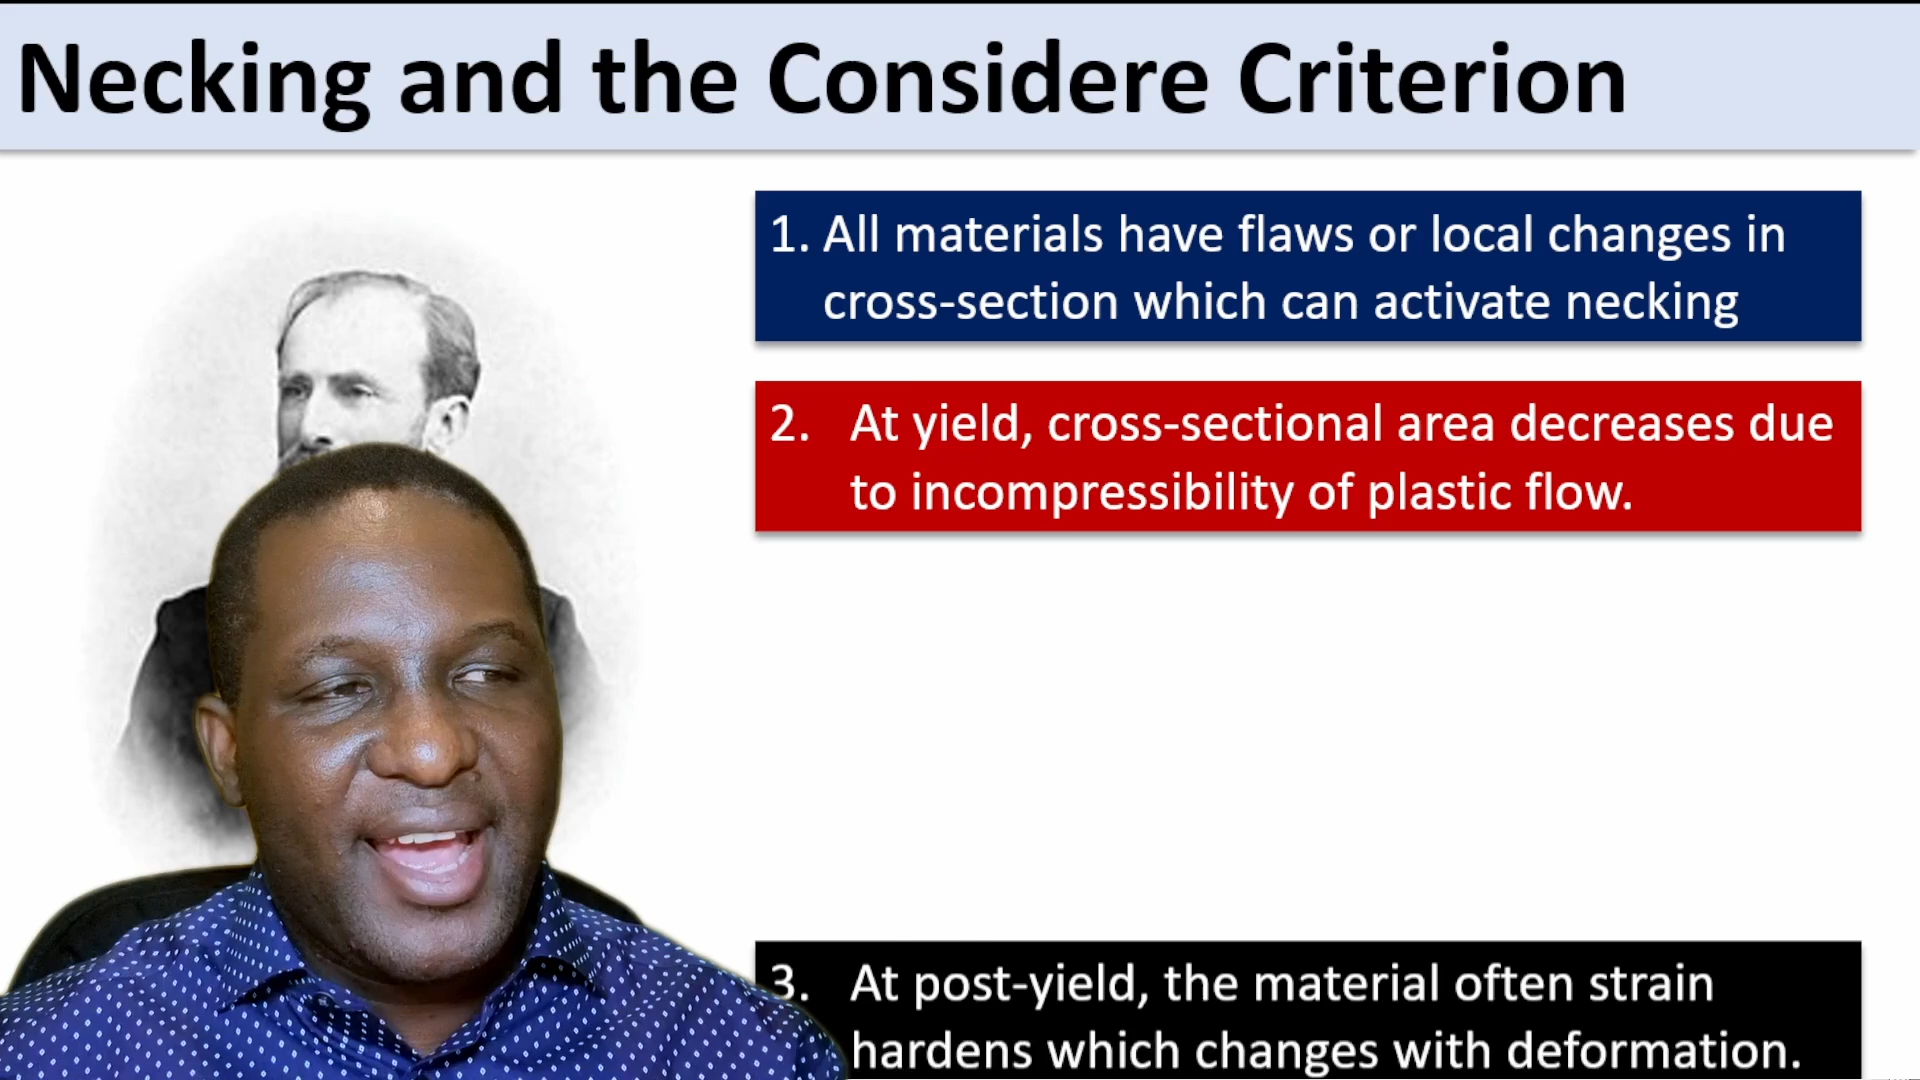 Necking and the Considere Criterion
1. All materials have flaws or local changes in
cross-section which can activate necking
2. At yield, cross-sectional area decreases due
to incompressibility of plastic flow.
3. At post-yield, the material often strain
hardens which changes with deformation.